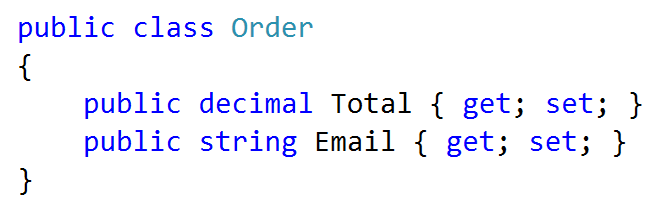 public class Order
{
    public decimal Total { get; set; }
    public string Email { get; set; }
}